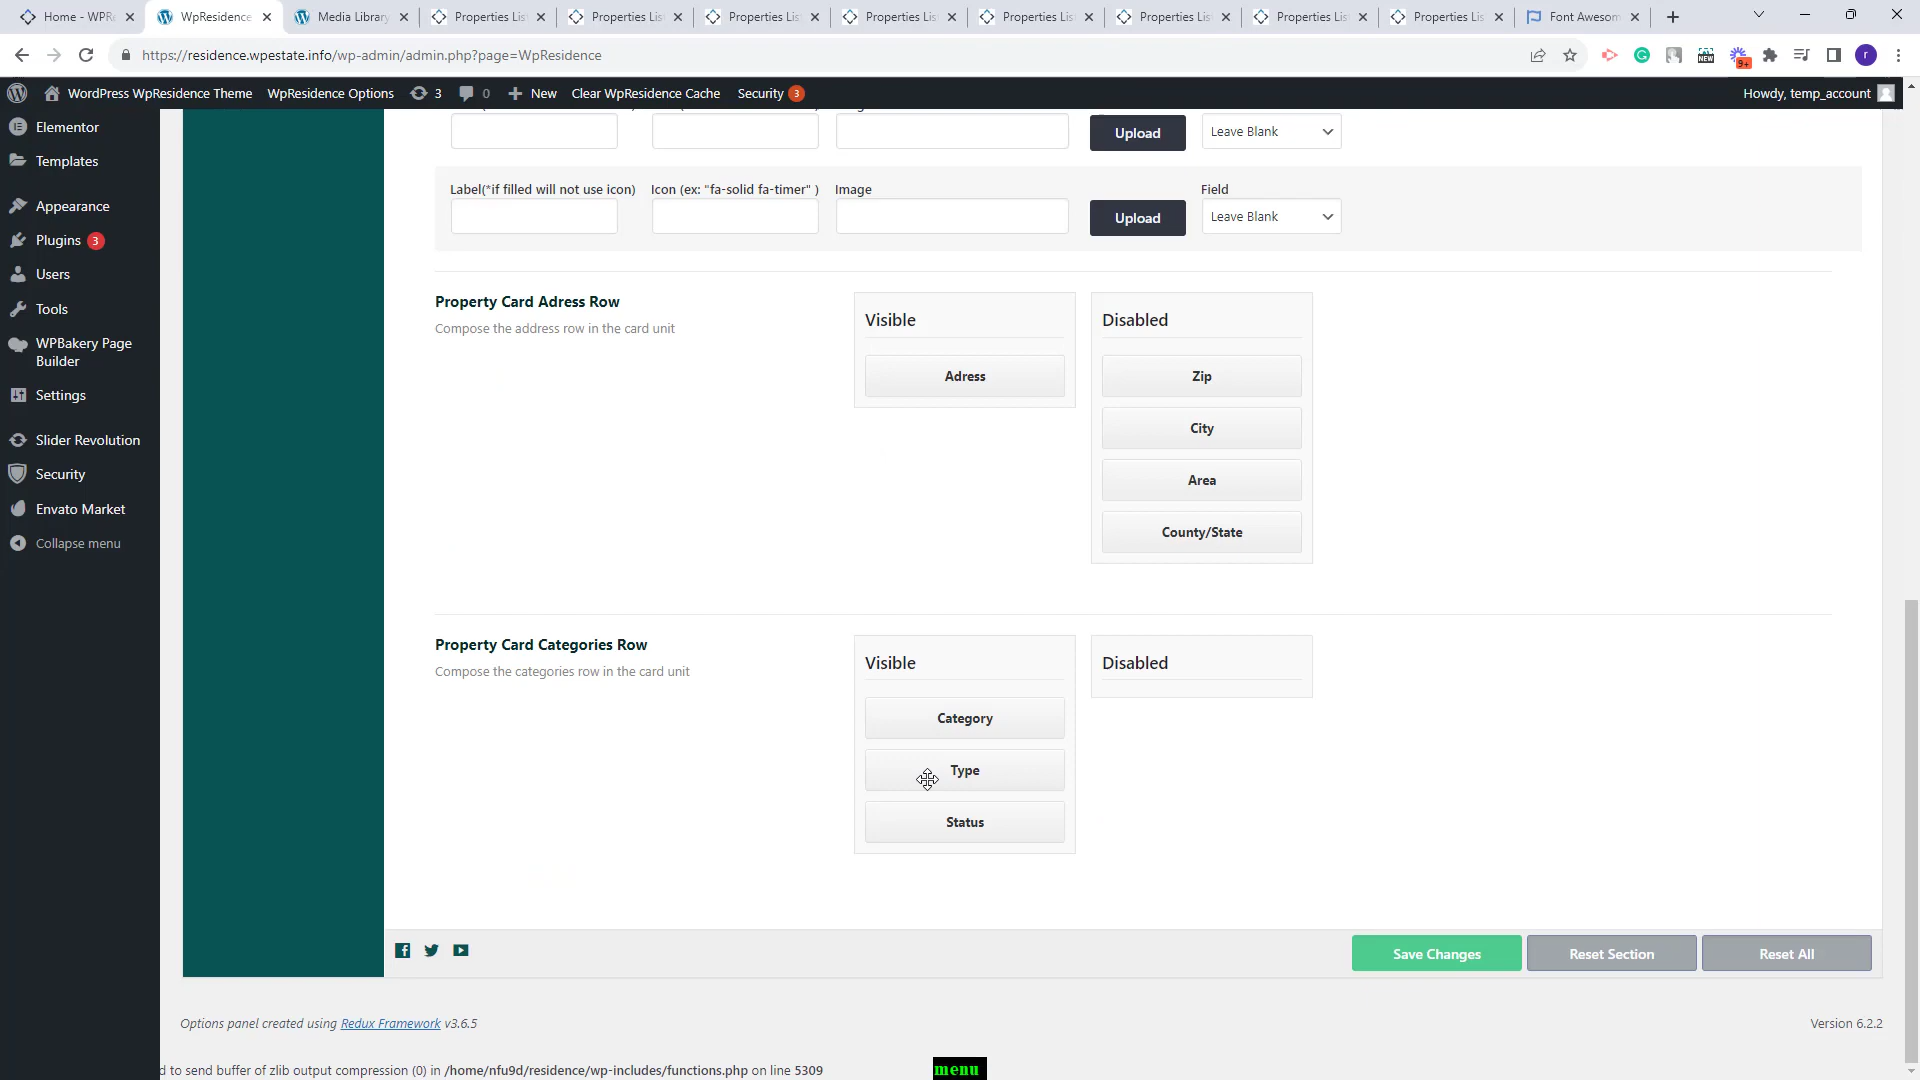 Home - WPRe
WpResidence
Media Library
Properties Lis
Properties Lis
Properties Lis
Properties Lis
Properties Lis
Properties Lis
Properties Lis
Properties Lis
Font Awesom
https://residence.wpestate.info/wp-admin/admin.php?page=WpResidence
NEW
9+
r
WordPress WpResidence Theme
WpResidence Options
3
0
New
Clear WpResidence Cache
Security 3
Howdy, temp_account
Elementor
Templates
Appearance
Plugins 3
Users
Tools
WPBakery Page
Builder
Settings
Slider Revolution
Security
Envato Market
Collapse menu
Upload
Leave Blank
Label(*if filled will not use icon)
Icon (ex: "fa-solid fa-timer" )
Image
Field
Upload
Leave Blank
Property Card Adress Row
Compose the address row in the card unit
Visible
Adress
Disabled
Zip
City
Area
County/State
Property Card Categories Row
Compose the categories row in the card unit
Visible
Category
Type
Status
Disabled
Save Changes
Reset Section
Reset All
Options panel created using Redux Framework v3.6.5
Version 6.2.2
d to send buffer of zlib output compression (0) in /home/nfu9d/residence/wp-includes/functions.php on line 5309
menu